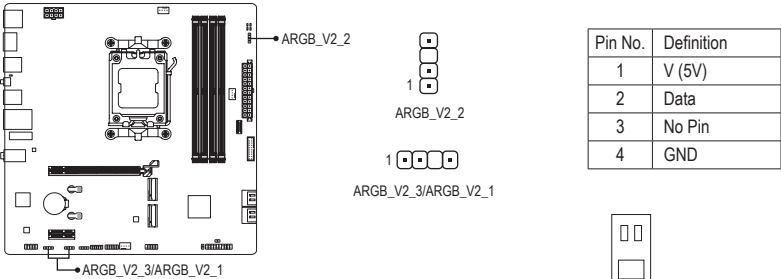 ARGB_V2_2
1
ARGB_V2_2
1
ARGB_V2_3/ARGB_V2_1
ARGB_V2_3/ARGB_V2_1
Pin No. Definition
1 V (5V)
2 Data
3 No Pin
4 GND